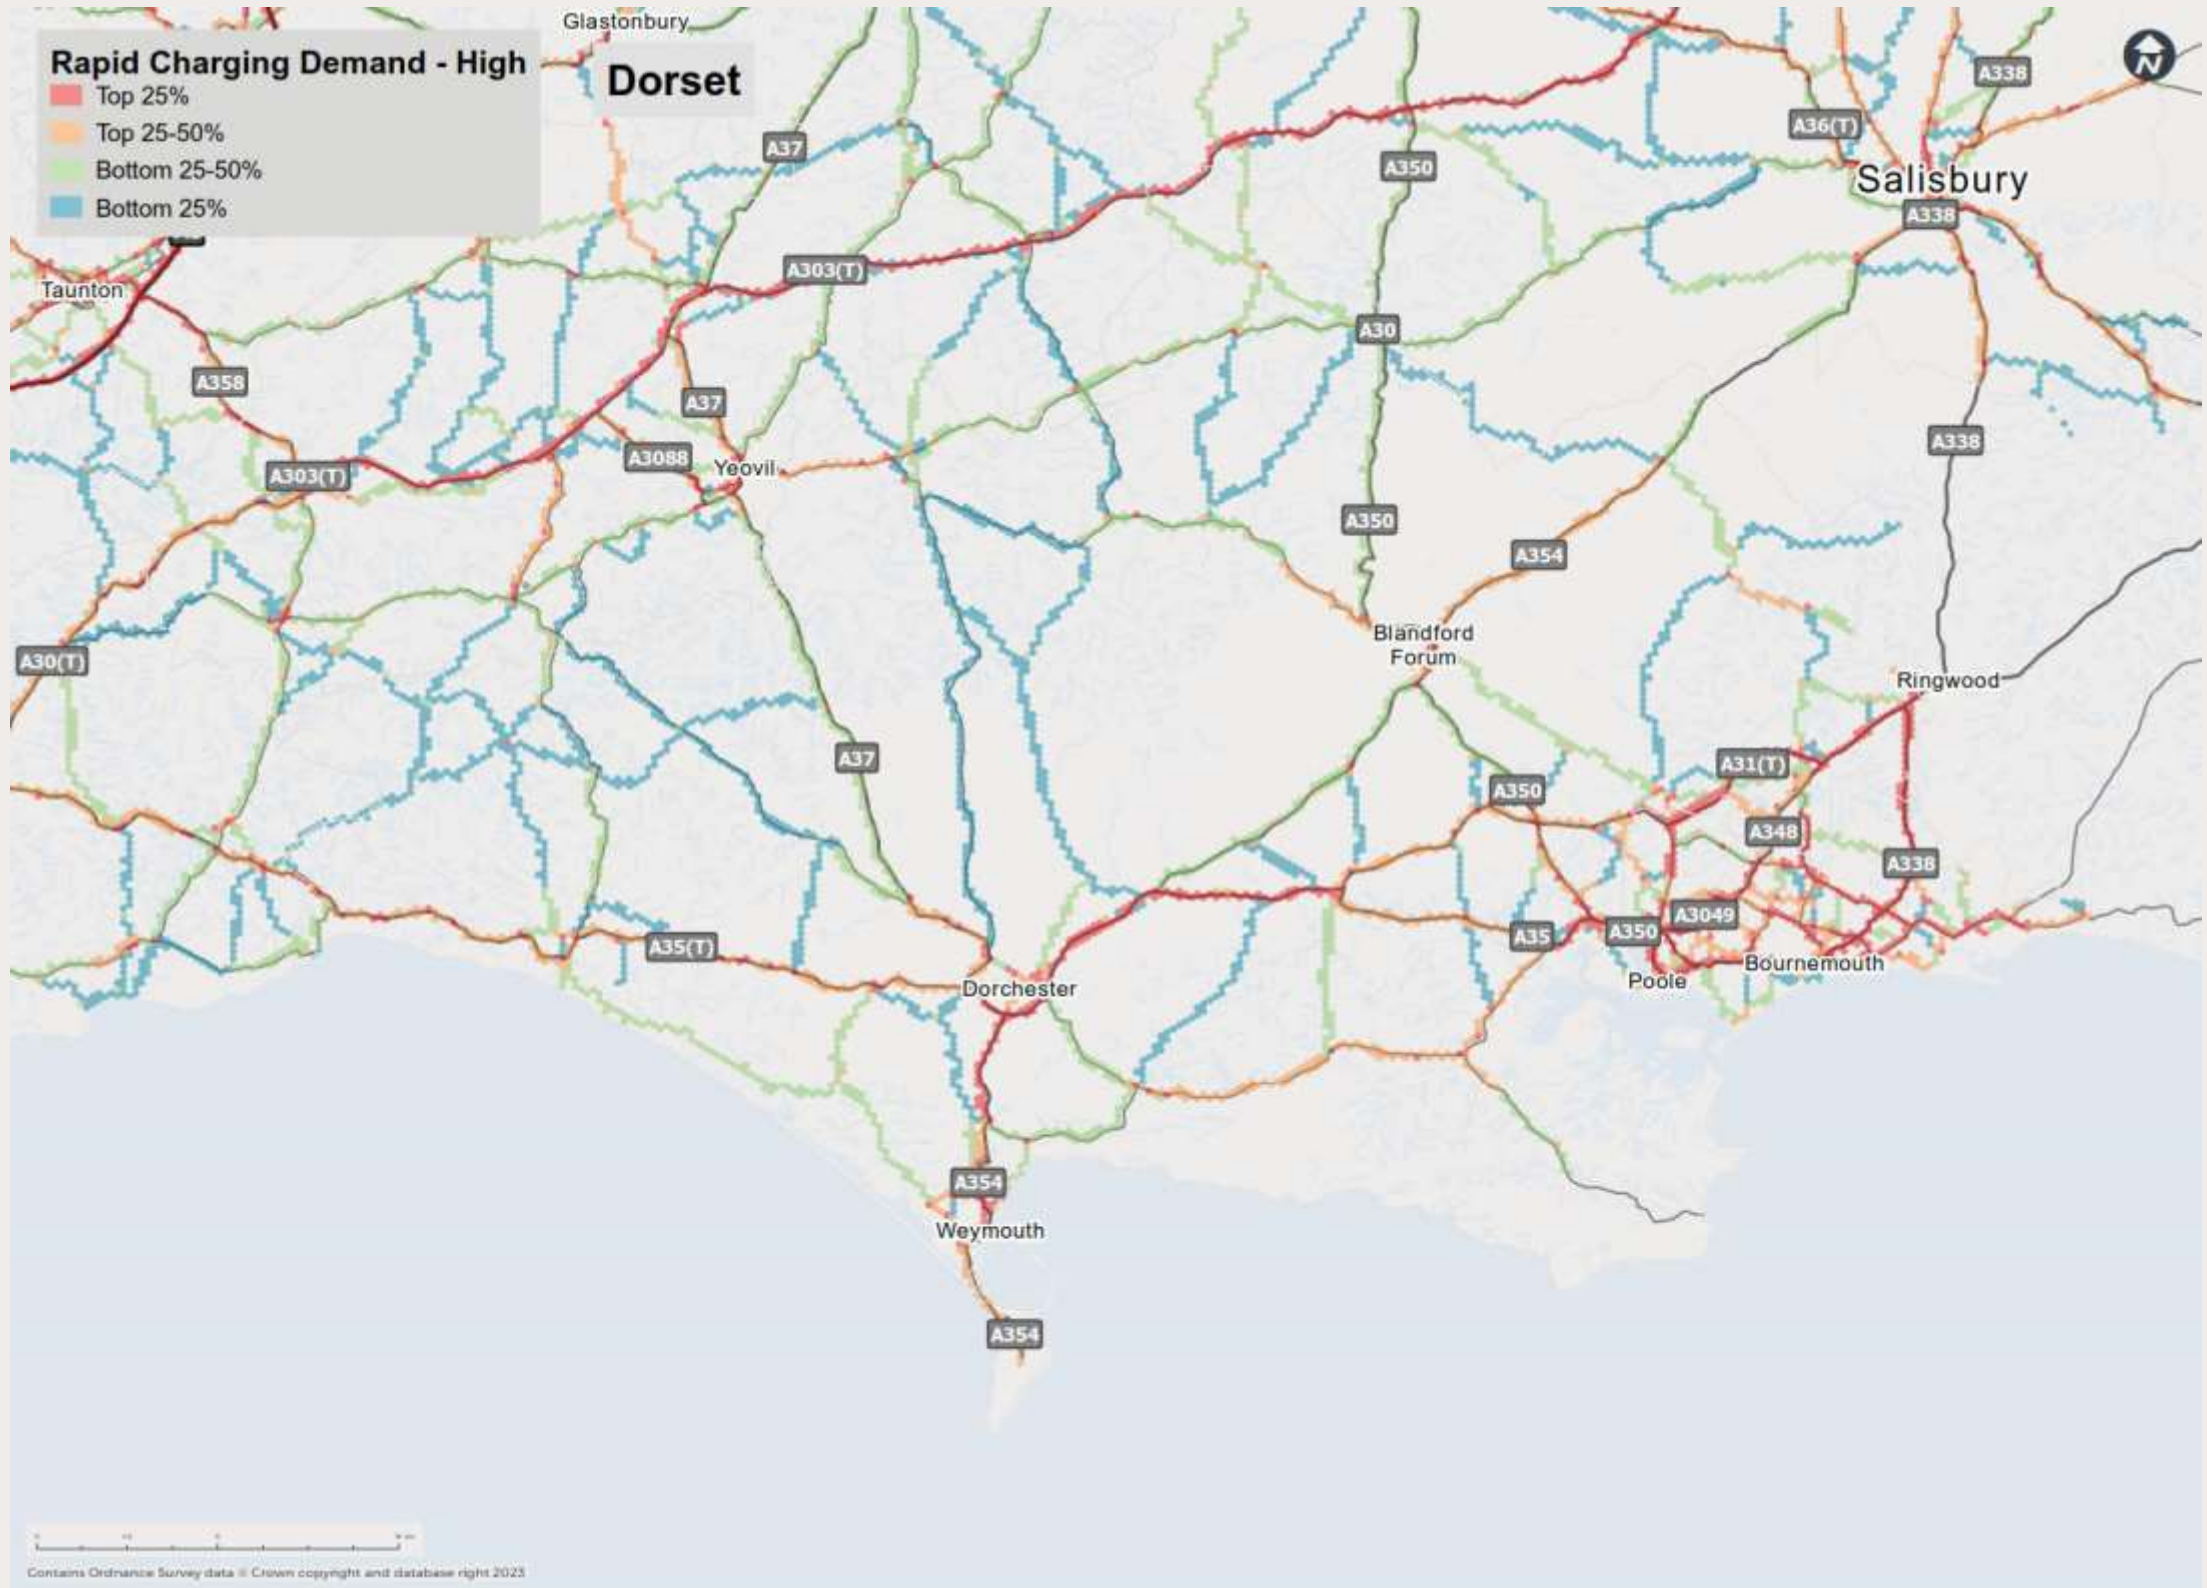 Glastonbury
Rapid Charging Demand - High
Top 25%
Top 25-50%
Bottom 25-50%
Bottom 25%
Dorset
N
A338
A36(T)
A37
A350
Salisbury
A338
A303(T)
Taunton
A30
A358
A37
A338
A3088
Yeovil
A303(T)
A350
A354
Blandford
Forum
A30(T)
Ringwood
A37
A31(T)
A350
A348
A338
A3049
A350
A35
A35(T)
Bournemouth
Poole
Dorchester
A354
Weymouth
A354
Contains Ordnance Survey data © Crown copyright and database right 2023